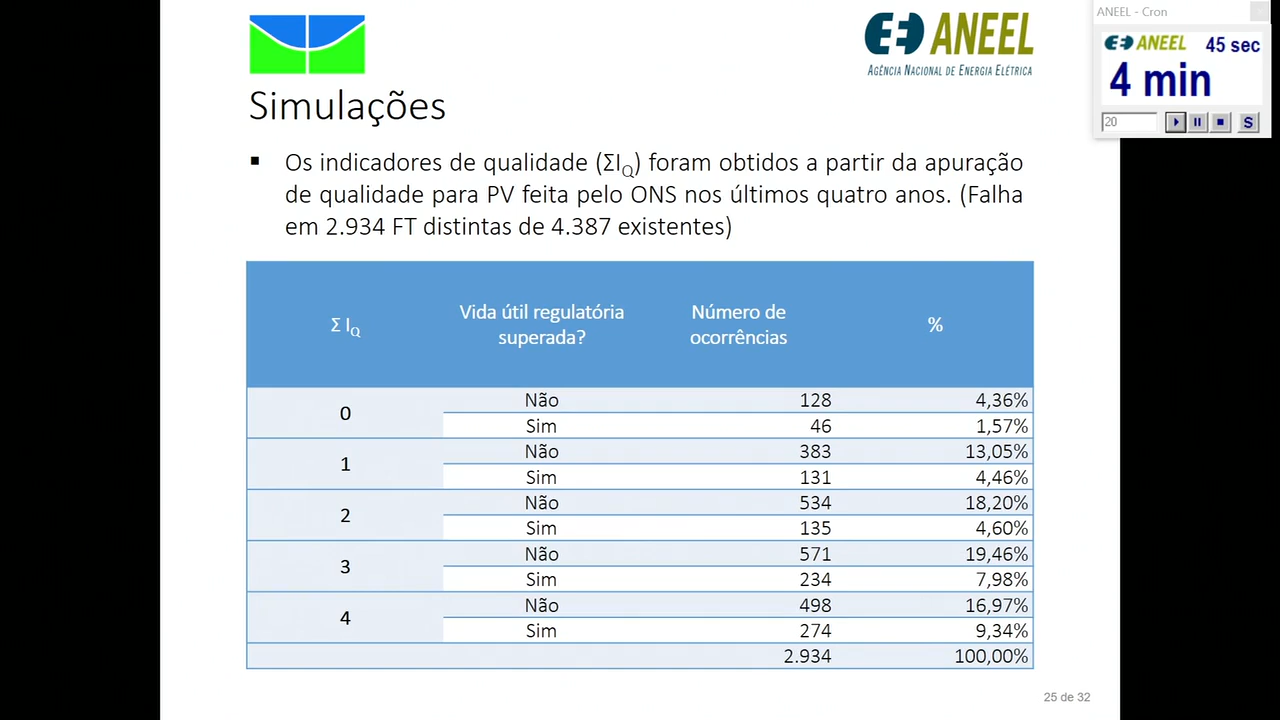 ANEEL
AGÊNCIA NACIONAL DE ENERGIA ELÉTRICA
ANEEL - Cron
ANEEL 45 sec
4 min
20
S
Simulações
Os indicadores de qualidade (ΣIQ) foram obtidos a partir da apuração
de qualidade para PV feita pelo ONS nos últimos quatro anos. (Falha
em 2.934 FT distintas de 4.387 existentes)
Σ IQ
Vida útil regulatória
superada?
Número de
ocorrências
%
0
Não 128 4,36%
Sim 46 1,57%
1
Não 383 13,05%
Sim 131 4,46%
2
Não 534 18,20%
Sim 135 4,60%
3
Não 571 19,46%
Sim 234 7,98%
4
Não 498 16,97%
Sim 274 9,34%
2.934 100,00%
25 de 32